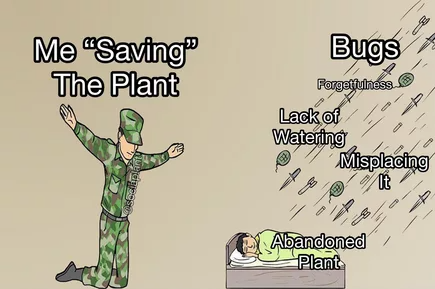 Me “Saving”
The Plant
Bugs
Forgetfulness
Lack of
Watering
Misplacing
It
Abandoned
Plant